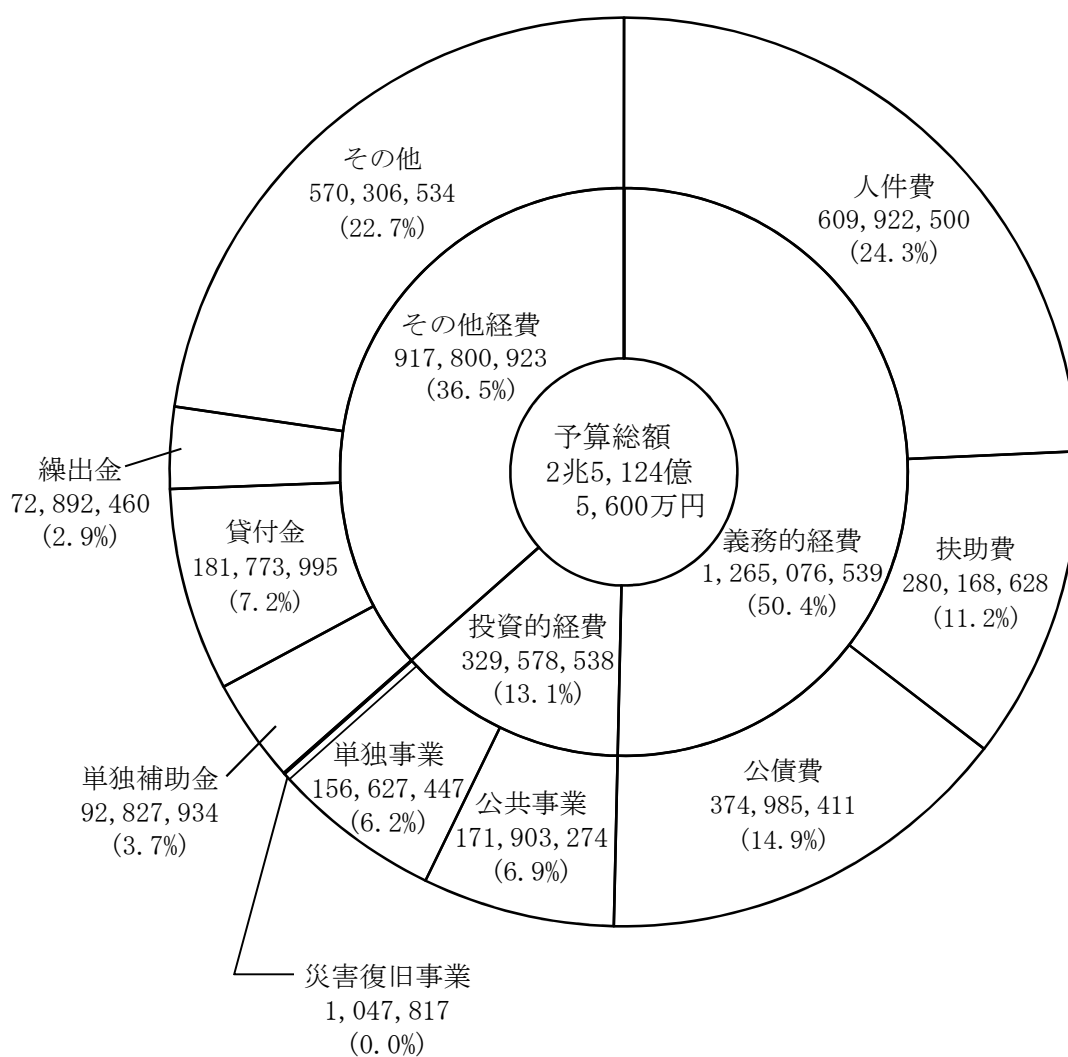 その他
570,306,534
(22.7%)
人件費
609,922,500
(24.3%)
その他経費
917,800,923
(36.5%)
予算総額
2兆5,124億
5,600万円
繰出金
72,892,460
(2.9%)
貸付金
181,773,995
(7.2%)
義務的経費
1,265,076,539
(50.4%)
扶助費
280,168,628
(11.2%)
投資的経費
329,578,538
(13.1%)
単独補助金
92,827,934
(3.7%)
単独事業
156,627,447
(6.2%)
公共事業
171,903,274
(6.9%)
公債費
374,985,411
(14.9%)
災害復旧事業
1,047,817
(0.0%)